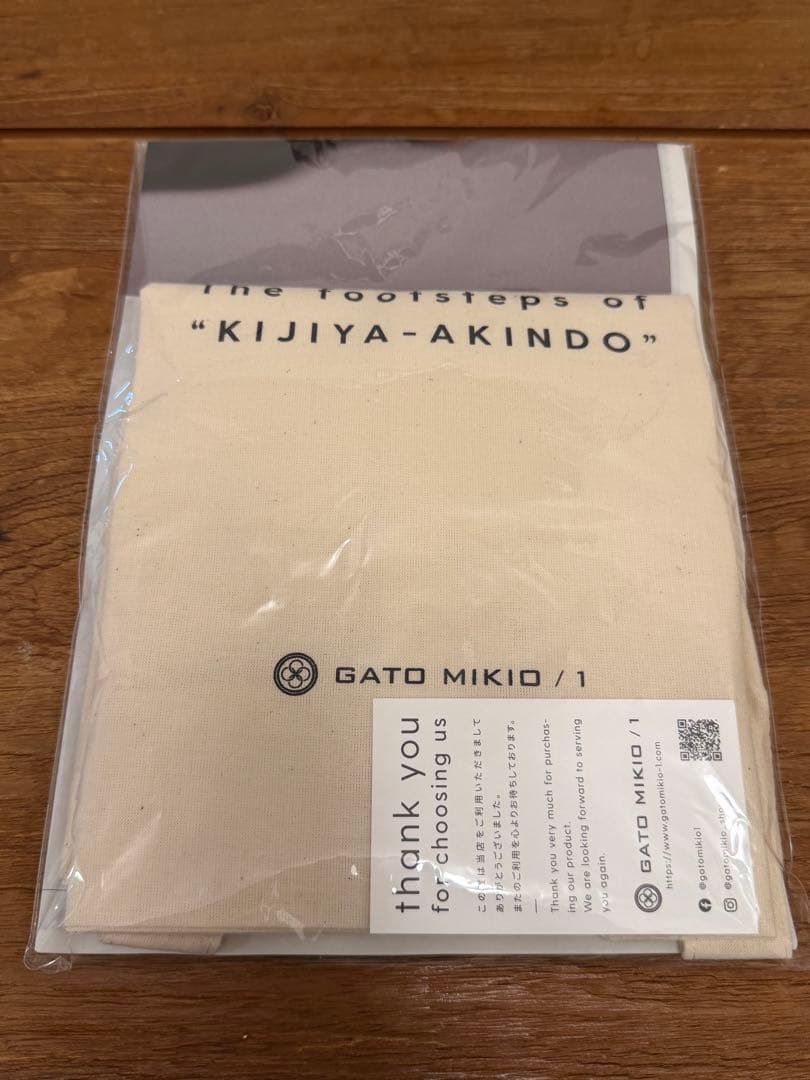 The footsteps of
“KIJIYA-AKINDO”
GATO MIKIO / 1
thank you
for choosing us
この度は当店をご利用いただきまして
ありがとうございました。
またのご利用を心よりお待ちしております。
Thank you very much for purchas-
ing our product.
We are looking forward to serving
you again.
GATO MIKIO / 1
https://www.gatomikio-1.com
@gatomikio1
@gatomikio_